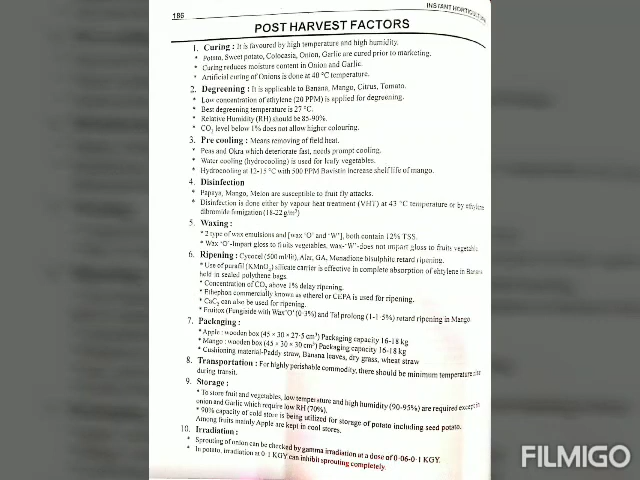 186
INSTANT HORTICULTURE
POST HARVEST FACTORS
1. Curing : It is favoured by high temperature and high humidity.
* Potato, Sweet potato, Colocasia, Onion, Garlic are cured prior to marketing.
* Curing reduces moisture content in Onion and Garlic.
* Artificial curing of Onions is done at 40 °C temperature.
2. Degreening : It is applicable to Banana, Mango, Citrus, Tomato.
* Low concentration of ethylene (20 PPM) is applied for degreening.
* Best degreening temperature is 27 °C.
* Relative Humidity (RH) should be 85-90%.
* CO₂ level below 1% does not allow higher colouring.
3. Pre cooling : Means removing of field heat.
* Peas and Okra which deteriorate fast, needs prompt cooling.
* Water cooling (hydrocooling) is used for leafy vegetables.
* Hydrocooling at 12-15 °C with 500 PPM Bavistin increase shelf life of mango.
4. Disinfection
* Papaya, Mango, Melon are susceptible to fruit fly attacks.
* Disinfection is done either by vapour heat treatment (VHT) at 43 °C temperature or by ethylene
dibromide fumigation (18-22 g/m³)
5. Waxing :
* 2 type of wax emulsions and [wax 'O' and 'W'], both contain 12% TSS.
* Wax 'O'-Impart gloss to fruits vegetables, wax-'W'-does not impart gloss to fruits vegetable
6. Ripening : Cycocel (500 ml/lit), Alar, GA, Menadione bisulphite retard ripening.
* Use of purafil (KMnO₄) silicate carrier is effective in complete absorption of ehtylene in Banana
held in sealed polythene bags.
* Concentration of CO₂ above 1% delay ripening.
* Ethephon commercially known as etherel or CEPA is used for ripening.
* CaC₂ can also be used for ripening.
* Fruitox (Fungiside with Wax'O' (0·3%) and Tal prolong (1-1·5%) retard ripening in Mango
7. Packaging :
* Apple : wooden box (45 × 30 × 27·5 cm³) Packaging capacity 16-18 kg
* Mango : wooden box (45 × 30 × 30 cm³) Packaging capacity 16-18 kg
* Cushioning material-Paddy straw, Banana leaves, dry grass, wheat straw
8. Transportation : For highly perishable commodity, there should be minimum temperature
during transit.
9. Storage :
* To store fruit and vegetables, low temperature and high humidity (90-95%) are required except in
onion and Garlic which require low RH (70%).
* 90% capacity of cold store is being utilized for storage of potato including seed potato.
Among fruits mainly Apple are kept in cool stores.
10. Irradiation :
* Sprouting of onion can be checked by gamma irradiation at a dose of 0·06-0·1 KGY.
* In potato, irradiation at 0·1 KGY can inhibit sprouting completely.
FILMIGO